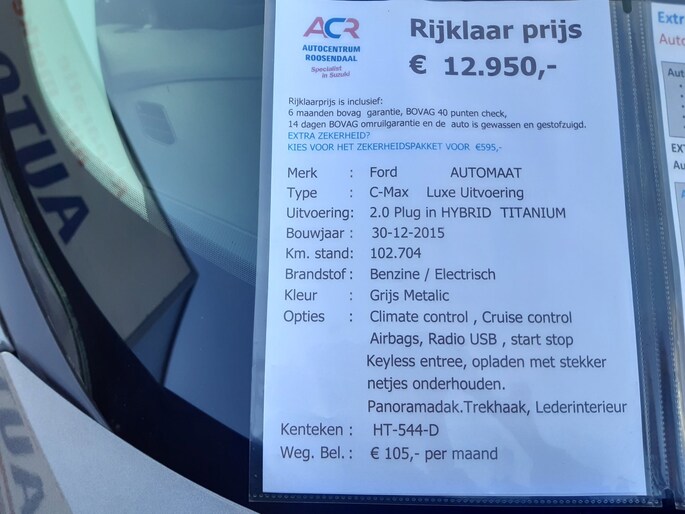 ACR
AUTOCENTRUM
ROOSENDAAL
Specialist
in Suzuki
Rijklaar prijs
€ 12.950,-
Rijklaarprijs is inclusief:
6 maanden bovag garantie, BOVAG 40 punten check,
14 dagen BOVAG omruilgarantie en de auto is gewassen en gestofzuigd.
EXTRA ZEKERHEID?
KIES VOOR HET ZEKERHEIDSPAKKET VOOR €595,-
Merk : Ford AUTOMAAT
Type : C-Max Luxe Uitvoering
Uitvoering: 2.0 Plug in HYBRID TITANIUM
Bouwjaar : 30-12-2015
Km. stand: 102.704
Brandstof : Benzine / Electrisch
Kleur : Grijs Metalic
Opties : Climate control , Cruise control
Airbags, Radio USB , start stop
Keyless entree, opladen met stekker
netjes onderhouden.
Panoramadak.Trekhaak, Lederinterieur
Kenteken : HT-544-D
Weg. Bel.: € 105,- per maand
Extr
Auto
AUTO